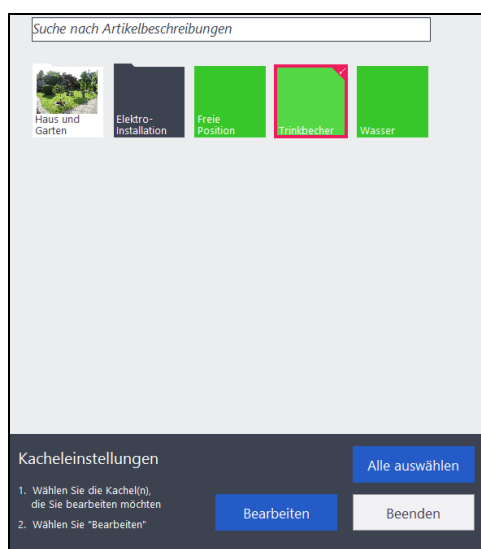 Suche nach Artikelbeschreibungen
Haus und
Garten
Elektro-
Installation
Freie
Position
Trinkbecher
Wasser
Kacheleinstellungen
Alle auswählen
1. Wählen Sie die Kachel(n),
die Sie bearbeiten möchten
2. Wählen Sie "Bearbeiten"
Bearbeiten
Beenden